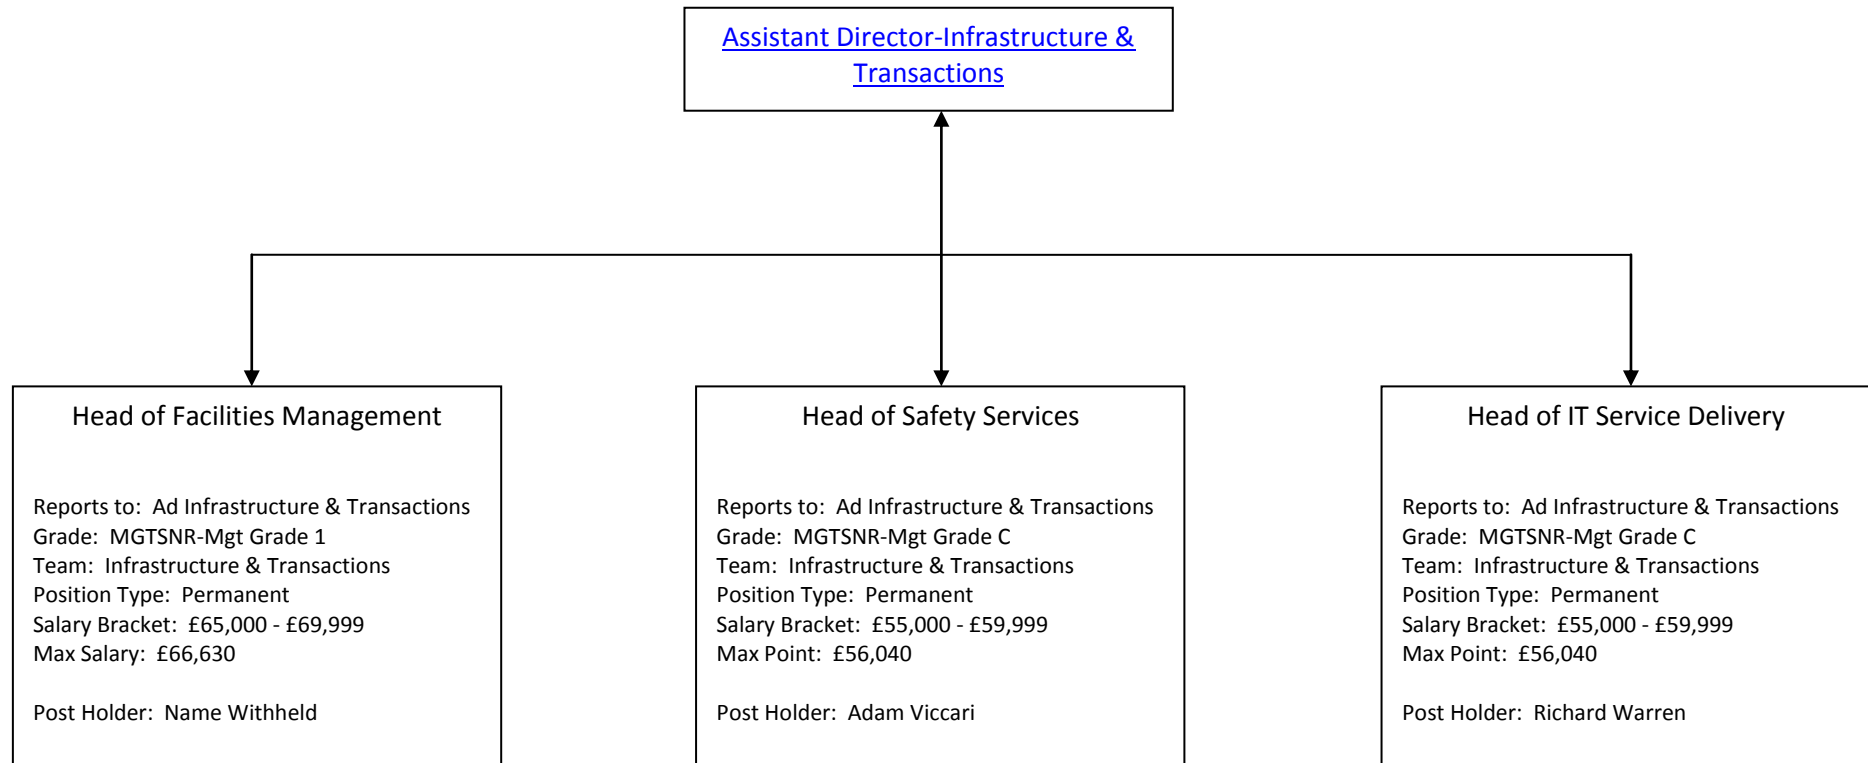 Assistant Director-Infrastructure &
Transactions
Head of Facilities Management
Reports to:  Ad Infrastructure & Transactions
Grade:  MGTSNR-Mgt Grade 1
Team:  Infrastructure & Transactions
Position Type:  Permanent
Salary Bracket:  £65,000 - £69,999
Max Salary:  £66,630
Post Holder:  Name Withheld
Head of Safety Services
Reports to:  Ad Infrastructure & Transactions
Grade:  MGTSNR-Mgt Grade C
Team:  Infrastructure & Transactions
Position Type:  Permanent
Salary Bracket:  £55,000 - £59,999
Max Point:  £56,040
Post Holder:  Adam Viccari
Head of IT Service Delivery
Reports to:  Ad Infrastructure & Transactions
Grade:  MGTSNR-Mgt Grade C
Team:  Infrastructure & Transactions
Position Type:  Permanent
Salary Bracket:  £55,000 - £59,999
Max Point:  £56,040
Post Holder:  Richard Warren